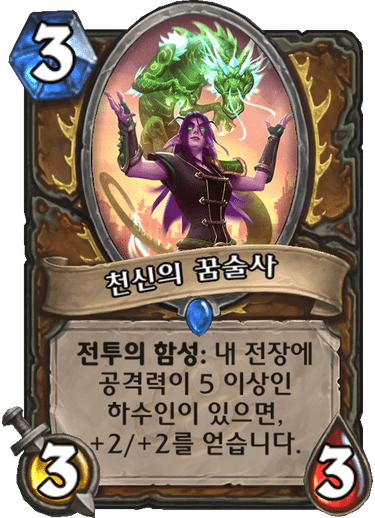 3
천신의 꿈술사
전투의 함성: 내 전장에
공격력이 5 이상인
하수인이 있으면,
+2/+2를 얻습니다.
3
3